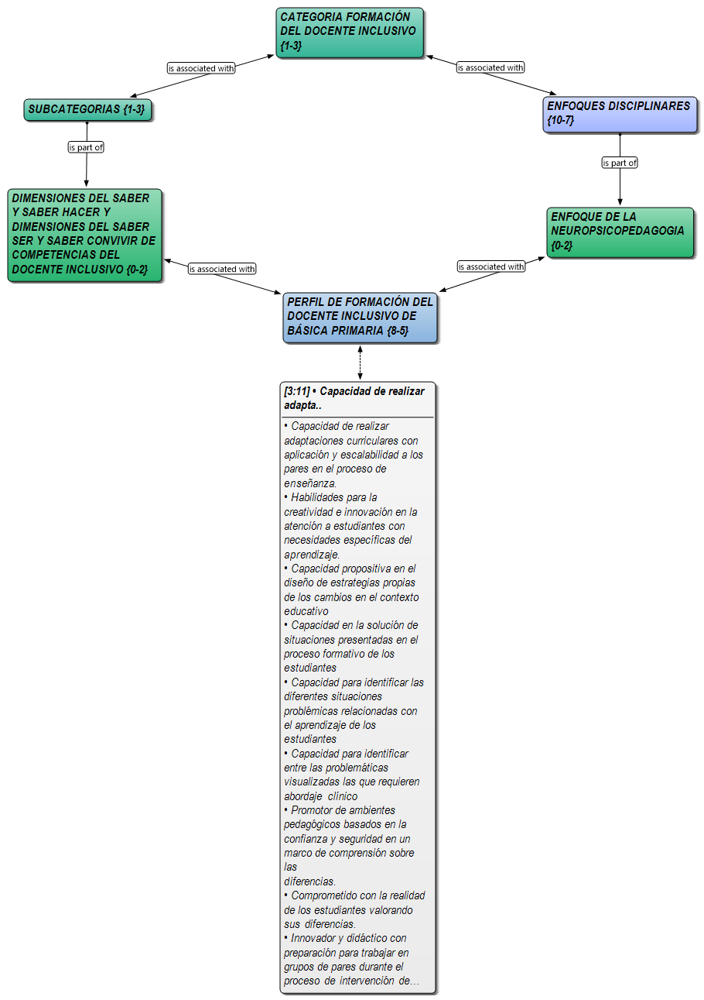 CATEGORIA FORMACIÓN
DEL DOCENTE INCLUSIVO
{1-3}
is associated with
is associated with
SUBCATEGORIAS {1-3}
ENFOQUES DISCIPLINARES
{10-7}
is part of
is part of
DIMENSIONES DEL SABER
Y SABER HACER Y
DIMENSIONES DEL SABER
SER Y SABER CONVIVIR DE
COMPETENCIAS DEL
DOCENTE INCLUSIVO {0-2}
ENFOQUE DE LA
NEUROPSICOPEDAGOGIA
{0-2}
is associated with
is associated with
PERFIL DE FORMACIÓN DEL
DOCENTE INCLUSIVO DE
BÁSICA PRIMARIA {8-5}
[3:11] • Capacidad de realizar
adapta..
• Capacidad de realizar
adaptaciones curriculares con
aplicación y escalabilidad a los
pares en el proceso de
enseñanza.
• Habilidades para la
creatividad e innovación en la
atención a estudiantes con
necesidades específicas del
aprendizaje.
• Capacidad propositiva en el
diseño de estrategias propias
de los cambios en el contexto
educativo
• Capacidad en la solución de
situaciones presentadas en el
proceso formativo de los
estudiantes
• Capacidad para identificar las
diferentes situaciones
problémicas relacionadas con
el aprendizaje de los
estudiantes
• Capacidad para identificar
entre las problemáticas
visualizadas las que requieren
abordaje clínico
• Promotor de ambientes
pedagógicos basados en la
confianza y seguridad en un
marco de comprensión sobre
las
diferencias.
• Comprometido con la realidad
de los estudiantes valorando
sus diferencias.
• Innovador y didáctico con
preparación para trabajar en
grupos de pares durante el
proceso de intervención de...